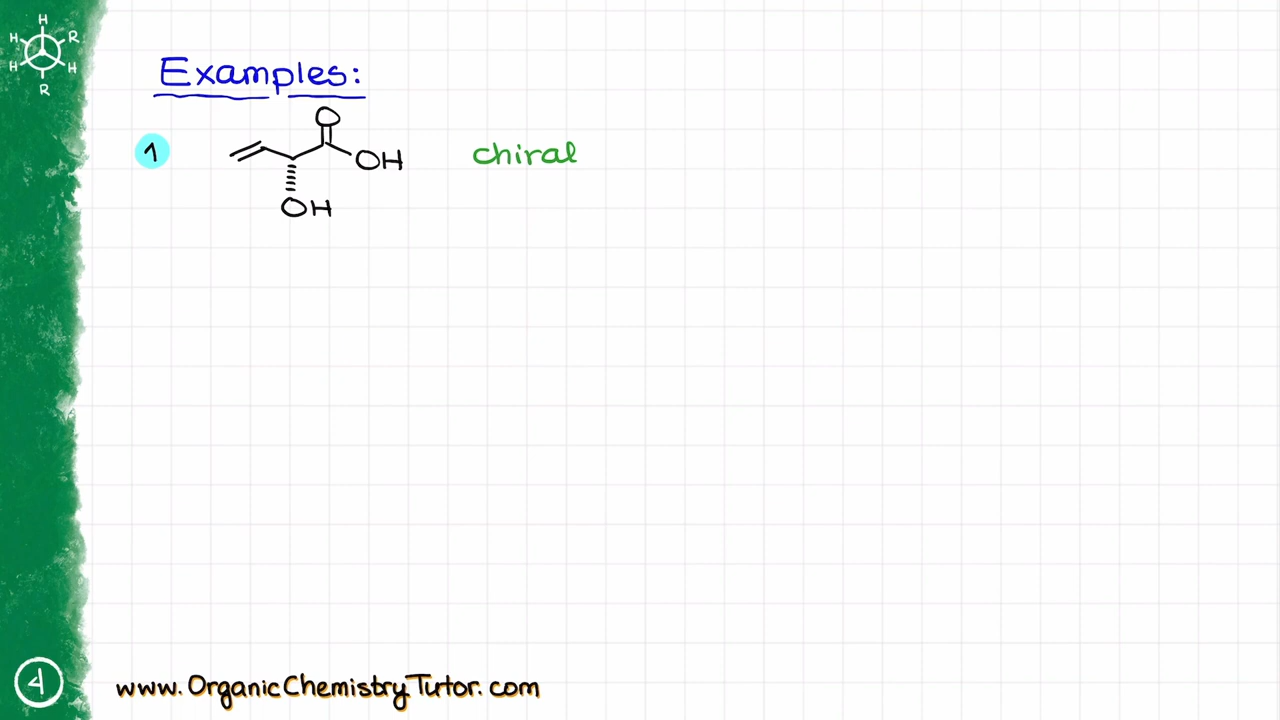 H
H R
H H
R
Examples:
1
O
OH
OH
chiral
4
www.OrganicChemistryTutor.com